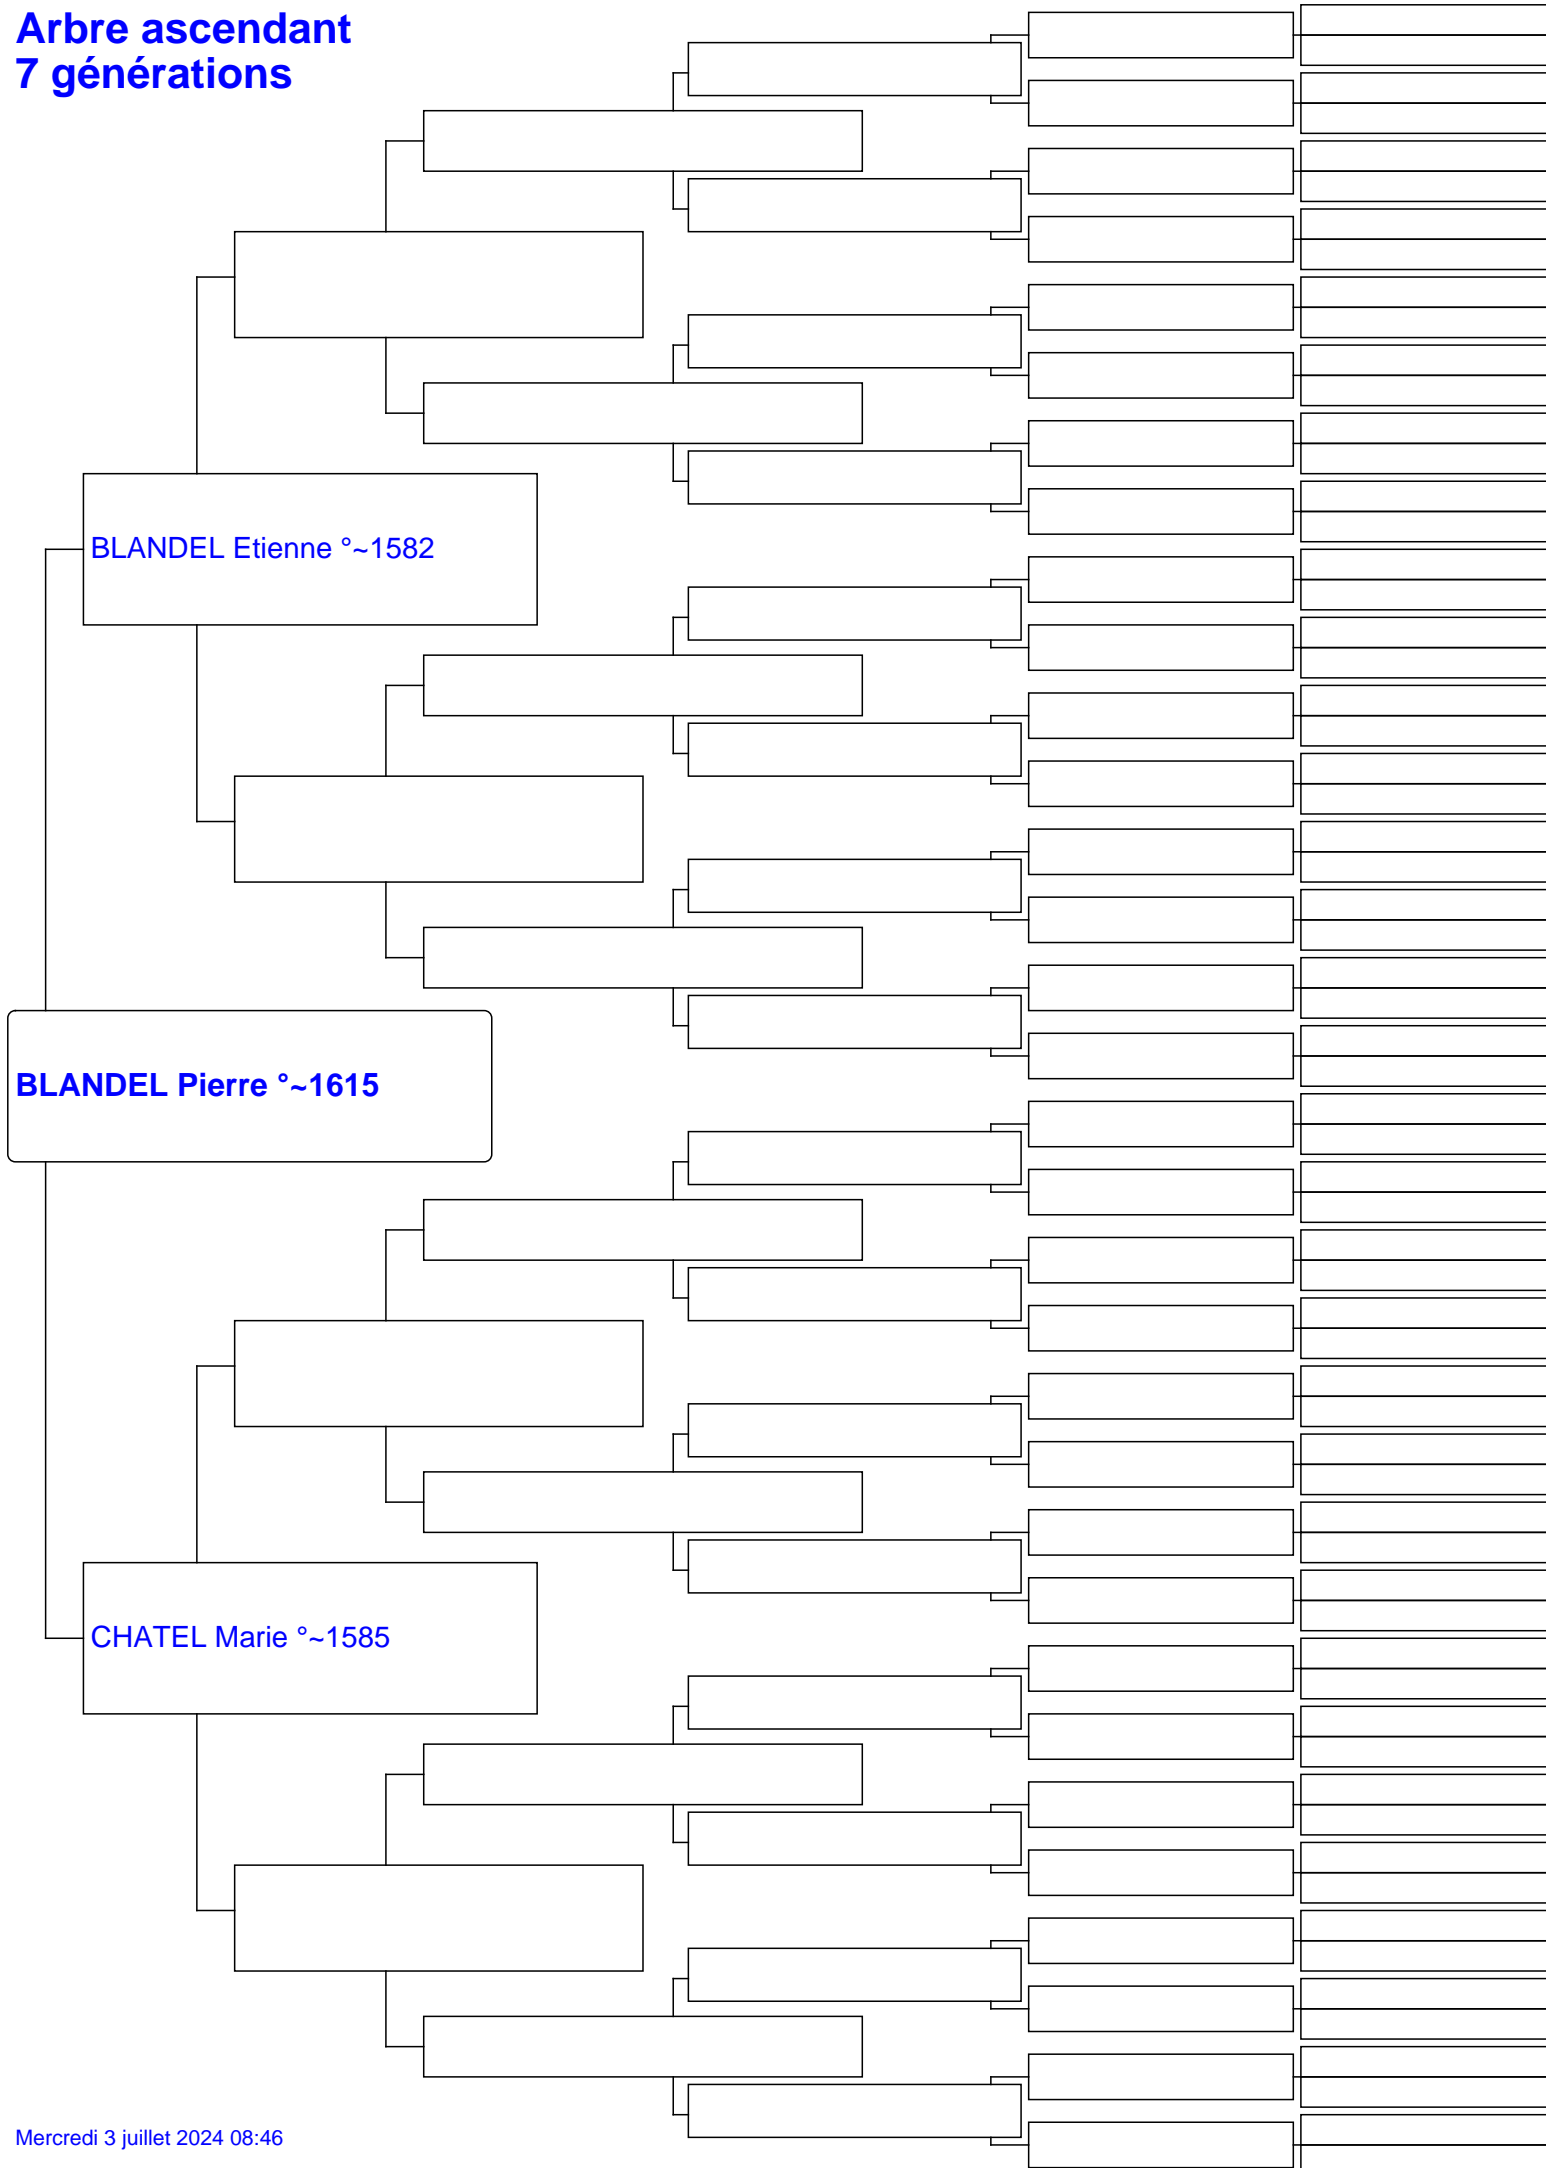 Arbre ascendant
7 générations
BLANDEL Etienne °~1582
BLANDEL Pierre °~1615
CHATEL Marie °~1585
Mercredi 3 juillet 2024 08:46